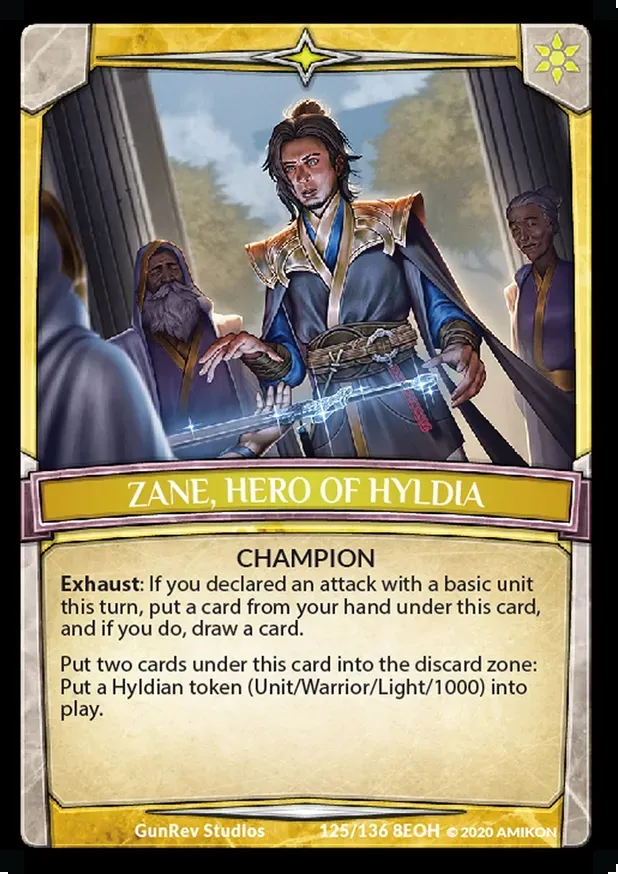 ZANE, HERO OF HYLDIA
CHAMPION
Exhaust: If you declared an attack with a basic unit
this turn, put a card from your hand under this card,
and if you do, draw a card.
Put two cards under this card into the discard zone:
Put a Hyldian token (Unit/Warrior/Light/1000) into
play.
GunRev Studios 125/136 8EOH © 2020 AMIKON